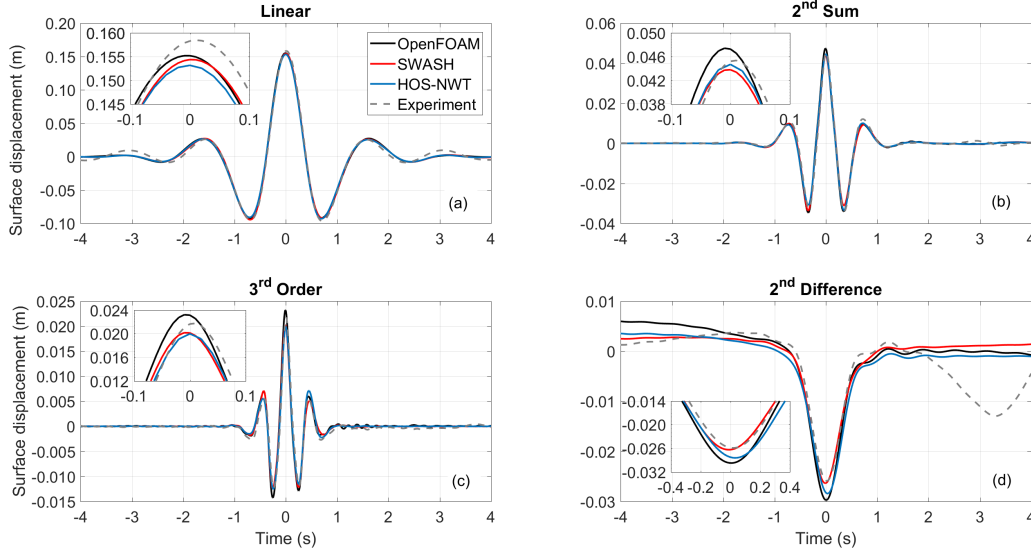 Linear
Surface displacement (m)
0.20
0.15
0.10
0.05
0
-0.05
-0.10
0.160
0.155
0.150
0.145
-0.1 0 0.1
OpenFOAM
SWASH
HOS-NWT
Experiment
(a)
-4 -3 -2 -1 0 1 2 3 4
2nd Sum
0.06
0.04
0.02
0
-0.02
-0.04
0.050
0.046
0.042
0.038
-0.1 0 0.1
(b)
-4 -3 -2 -1 0 1 2 3 4
3rd Order
Surface displacement (m)
0.025
0.020
0.015
0.010
0.005
0
-0.005
-0.010
-0.015
0.024
0.020
0.016
0.012
-0.1 0 0.1
(c)
-4 -3 -2 -1 0 1 2 3 4
Time (s)
2nd Difference
0.01
0
-0.01
-0.02
-0.03
-0.014
-0.020
-0.026
-0.032
-0.4 -0.2 0 0.2 0.4
(d)
-4 -3 -2 -1 0 1 2 3 4
Time (s)